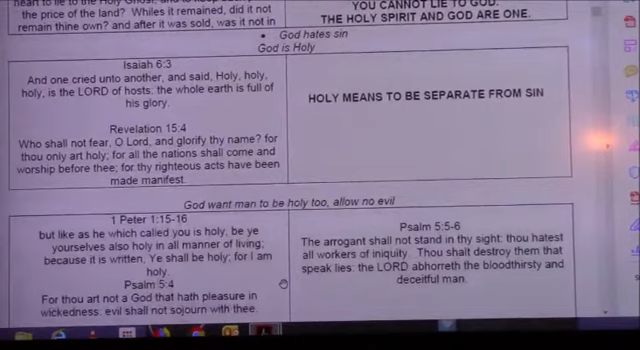 heart to lie to the Holy Ghost, and to keep
the price of the land? Whiles it remained, did it not
remain thine own? and after it was sold, was it not in
YOU CANNOT LIE TO GOD.
THE HOLY SPIRIT AND GOD ARE ONE.
• God hates sin
God is Holy
Isaiah 6:3
And one cried unto another, and said, Holy, holy,
holy, is the LORD of hosts: the whole earth is full of
his glory.
Revelation 15:4
Who shall not fear, O Lord, and glorify thy name? for
thou only art holy; for all the nations shall come and
worship before thee; for thy righteous acts have been
made manifest.
HOLY MEANS TO BE SEPARATE FROM SIN
God want man to be holy too, allow no evil
1 Peter 1:15-16
but like as he which called you is holy, be ye
yourselves also holy in all manner of living;
because it is written, Ye shall be holy; for I am
holy.
Psalm 5:4
For thou art not a God that hath pleasure in
wickedness: evil shall not sojourn with thee.
Psalm 5:5-6
The arrogant shall not stand in thy sight: thou hatest
all workers of iniquity. Thou shalt destroy them that
speak lies: the LORD abhorreth the bloodthirsty and
deceitful man.